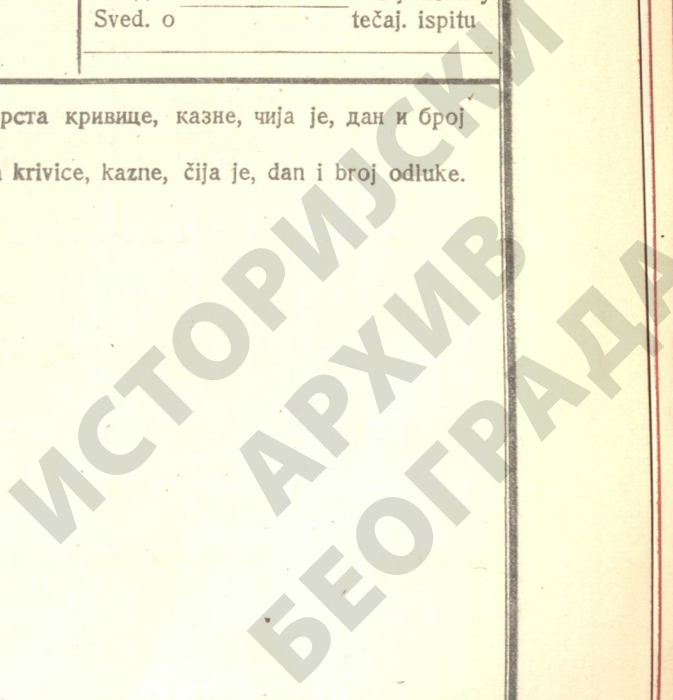 Sved. o tečaj. ispitu
рста кривице, казне, чија је, дан и број
krivice, kazne, čija je, dan i broj odluke.
ИСТОРИЈСКИ
АРХИВ
БЕОГРАДА